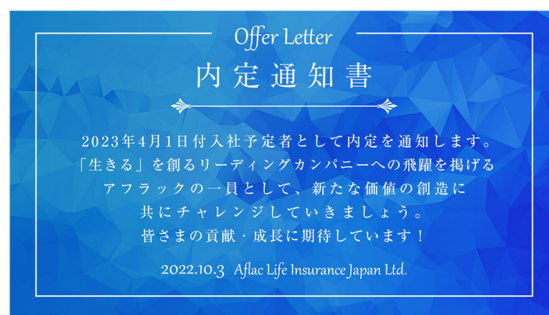 Offer Letter
内定通知書
2023年4月1日付入社予定者として内定を通知します。
「生きる」を創るリーディングカンパニーへの飛躍を掲げる
アフラックの一員として、新たな価値の創造に
共にチャレンジしていきましょう。
皆さまの貢献・成長に期待しています！
2022.10.3 Aflac Life Insurance Japan Ltd.